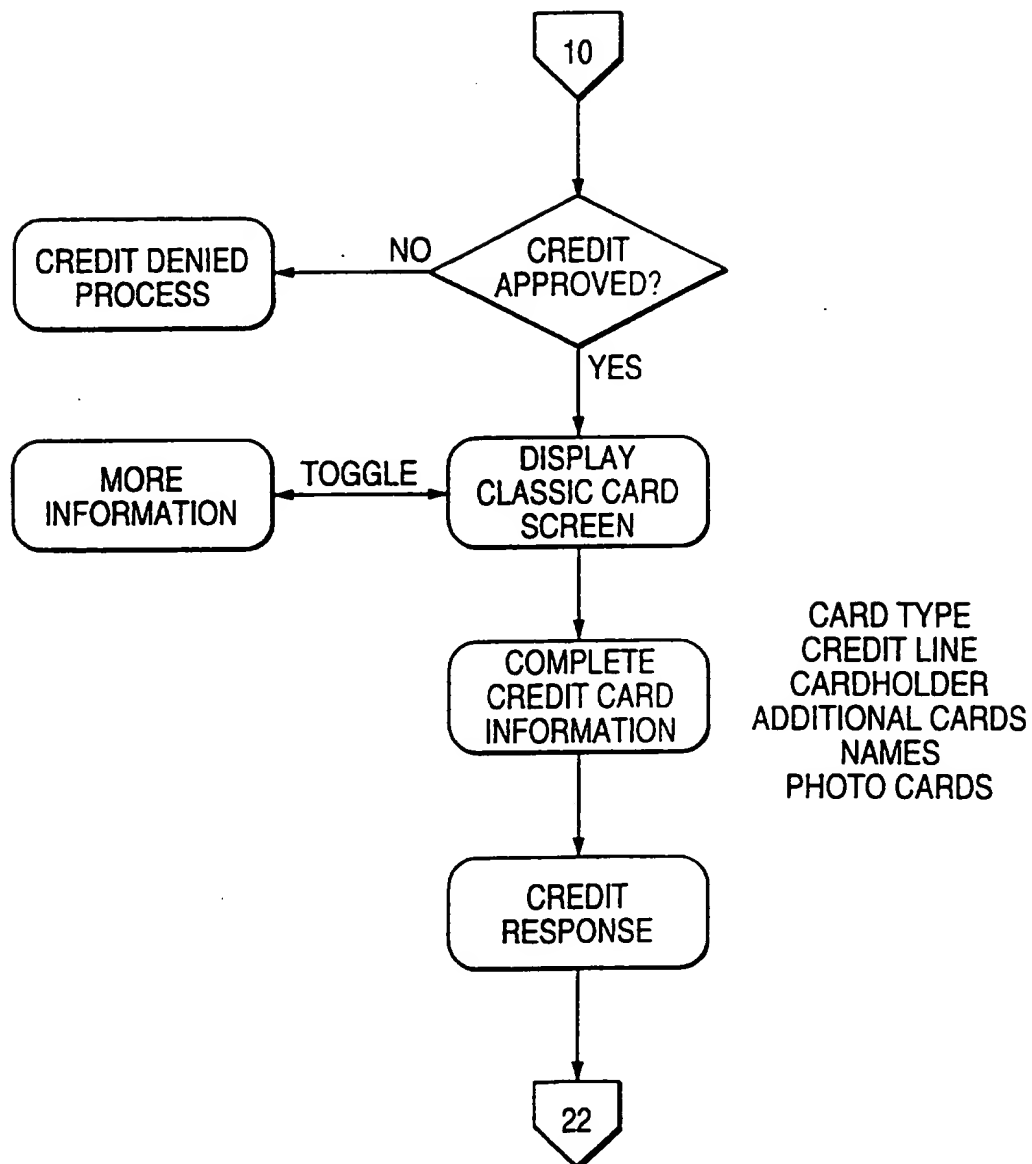 10
CREDIT
APPROVED?
NO
CREDIT DENIED
PROCESS
YES
DISPLAY
CLASSIC CARD
SCREEN
TOGGLE
MORE
INFORMATION
COMPLETE
CREDIT CARD
INFORMATION
CARD TYPE
CREDIT LINE
CARDHOLDER
ADDITIONAL CARDS
NAMES
PHOTO CARDS
CREDIT
RESPONSE
22